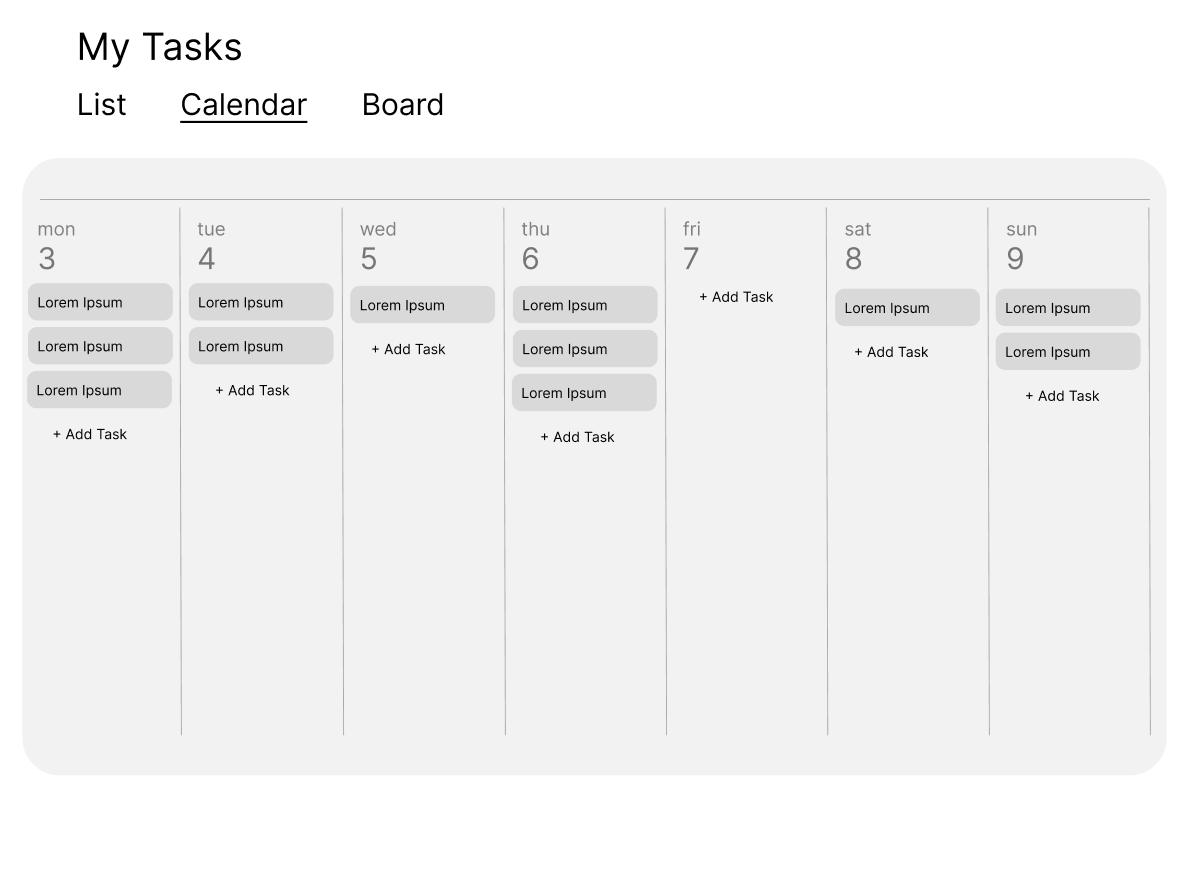 My Tasks
List Calendar Board
mon tue wed thu fri sat sun
3 4 5 6 7 8 9
Lorem Ipsum Lorem Ipsum Lorem Ipsum Lorem Ipsum + Add Task Lorem Ipsum Lorem Ipsum
Lorem Ipsum Lorem Ipsum + Add Task Lorem Ipsum + Add Task Lorem Ipsum
Lorem Ipsum + Add Task Lorem Ipsum + Add Task
+ Add Task + Add Task